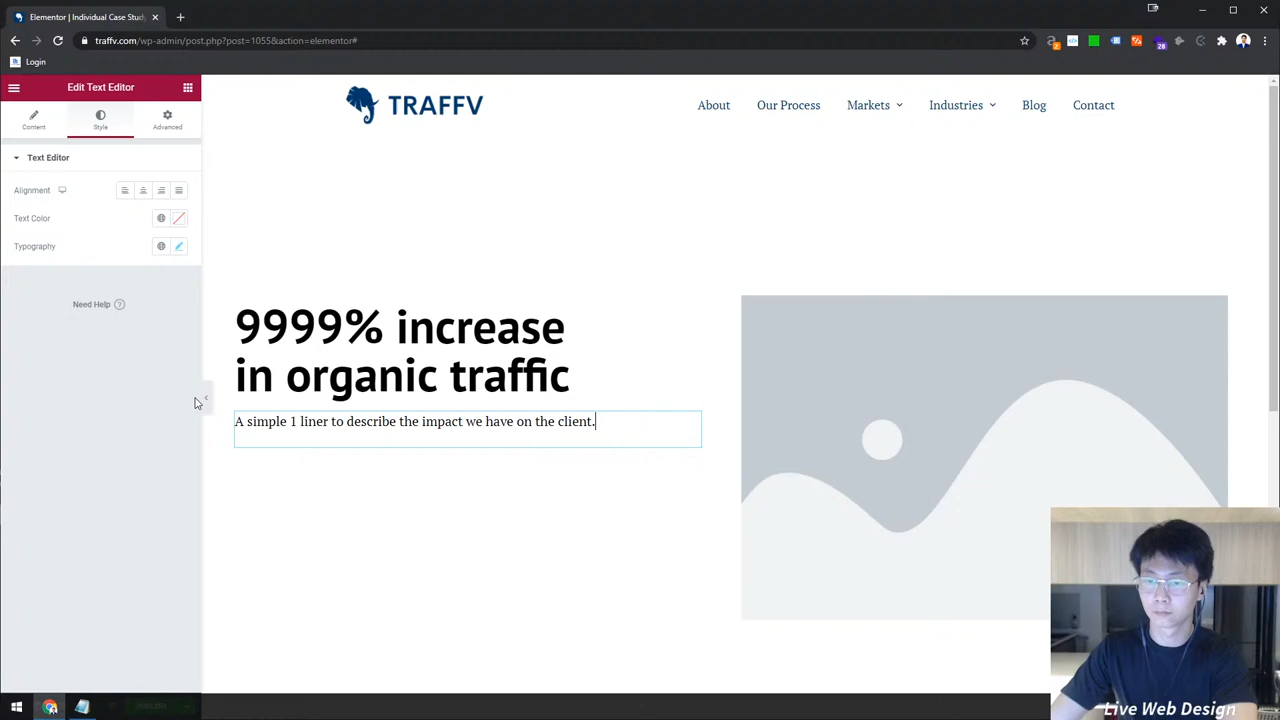 Elementor | Individual Case Stud
traffv.com/wp-admin/post.php?post=1055&action=elementor#
2
28
Login
Edit Text Editor
Content
Style
Advanced
Text Editor
Alignment
Text Color
Typography
Need Help ?
TRAFFV
About
Our Process
Markets
Industries
Blog
Contact
9999% increase
in organic traffic
A simple 1 liner to describe the impact we have on the client.
PUBLISH
Live Web Design